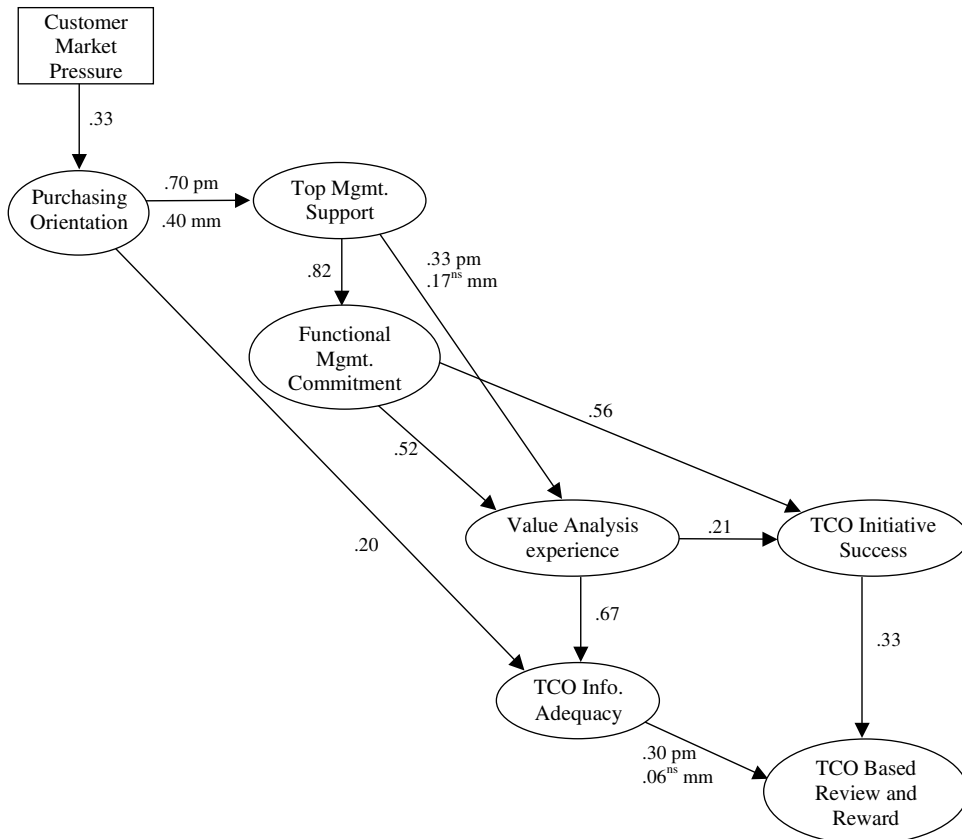 Customer
Market
Pressure
.33
Purchasing
Orientation
.70 pm
.40 mm
Top Mgmt.
Support
.82
.33 pm
.17ns mm
Functional
Mgmt.
Commitment
.56
.52
.20
Value Analysis
experience
.21
TCO Initiative
Success
.67
.33
TCO Info.
Adequacy
.30 pm
.06ns mm
TCO Based
Review and
Reward